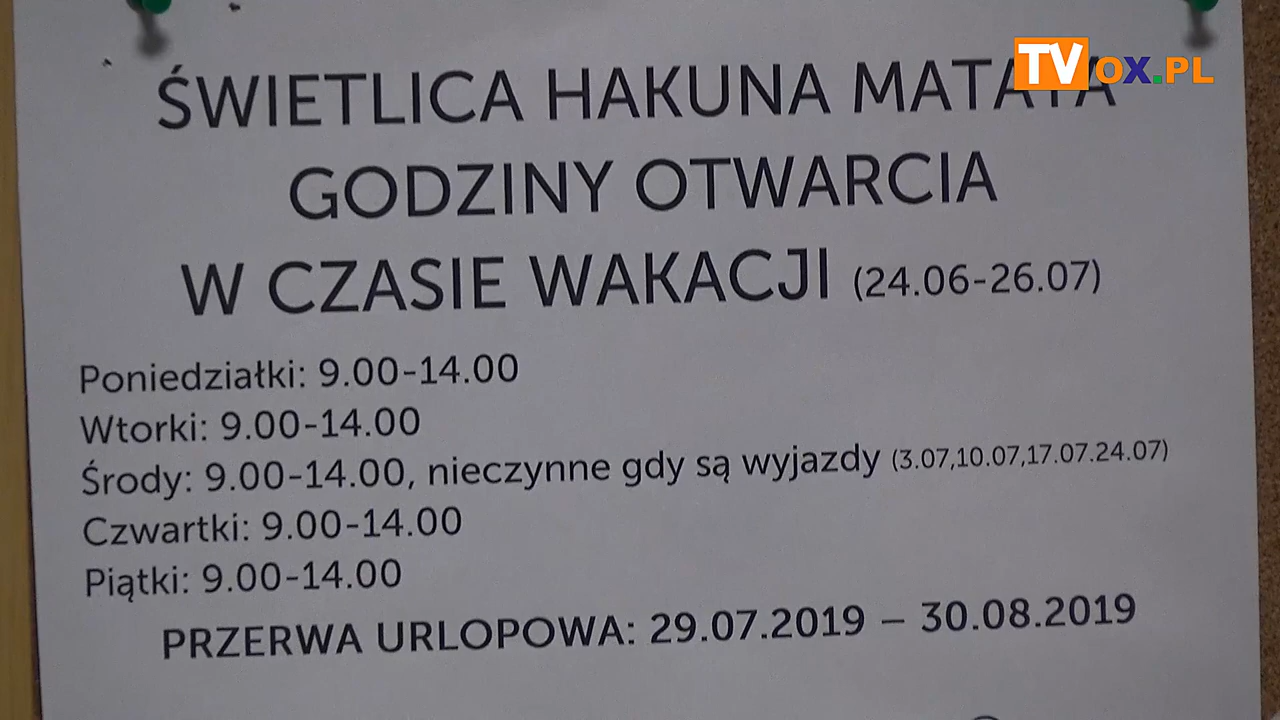 TVOX.PL
ŚWIETLICA HAKUNA MATATA
GODZINY OTWARCIA
W CZASIE WAKACJI (24.06-26.07)
Poniedziałki: 9.00-14.00
Wtorki: 9.00-14.00
Środy: 9.00-14.00, nieczynne gdy są wyjazdy (3.07,10.07,17.07.24.07)
Czwartki: 9.00-14.00
Piątki: 9.00-14.00
PRZERWA URLOPOWA: 29.07.2019 – 30.08.2019